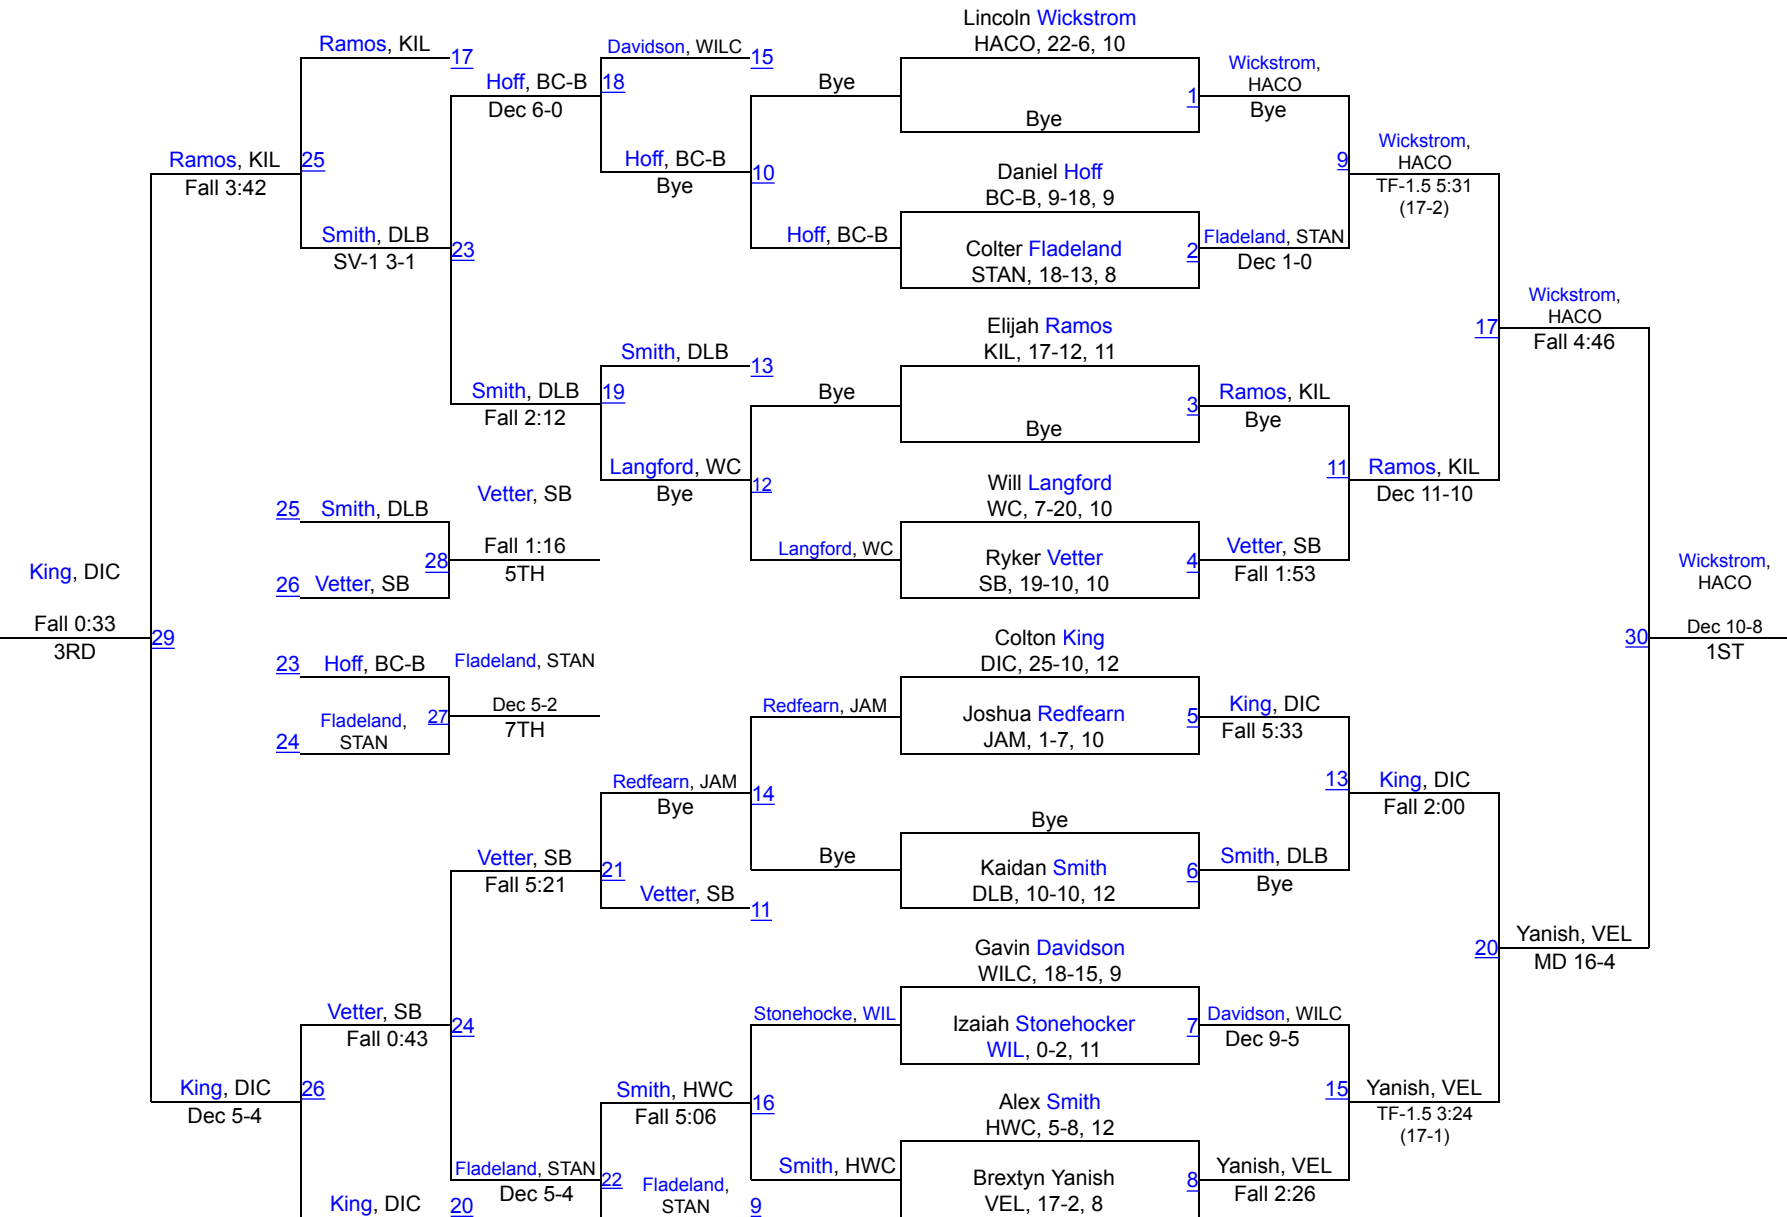 Lincoln Wickstrom
HACO, 22-6, 10
Ramos, KIL
17
Davidson, WILC
15
Hoff, BC-B
18
Dec 6-0
Bye
1
Wickstrom,
HACO
Bye
Bye
Ramos, KIL
25
Fall 3:42
Hoff, BC-B
Bye
10
Daniel Hoff
BC-B, 9-18, 9
9
Wickstrom,
HACO
TF-1.5 5:31
(17-2)
Smith, DLB
SV-1 3-1
23
Hoff, BC-B
Colter Fladeland
STAN, 18-13, 8
2
Fladeland, STAN
Dec 1-0
Elijah Ramos
KIL, 17-12, 11
17
Wickstrom,
HACO
Fall 4:46
Smith, DLB
13
Smith, DLB
19
Fall 2:12
Bye
3
Ramos, KIL
Bye
Bye
Langford, WC
Bye
12
Will Langford
WC, 7-20, 10
11
Ramos, KIL
Dec 11-10
25
Smith, DLB
Vetter, SB
Fall 1:16
5TH
28
26
Vetter, SB
Langford, WC
Ryker Vetter
SB, 19-10, 10
4
Vetter, SB
Fall 1:53
King, DIC
Fall 0:33
3RD
29
Wickstrom,
HACO
30
Dec 10-8
1ST
23
Hoff, BC-B
Fladeland, STAN
Dec 5-2
7TH
27
24
Fladeland,
STAN
Colton King
DIC, 25-10, 12
Redfearn, JAM
Joshua Redfearn
JAM, 1-7, 10
5
King, DIC
Fall 5:33
Redfearn, JAM
Bye
14
13
King, DIC
Fall 2:00
Bye
Vetter, SB
Fall 5:21
21
Bye
Kaidan Smith
DLB, 10-10, 12
6
Smith, DLB
Bye
Vetter, SB
11
Gavin Davidson
WILC, 18-15, 9
20
Yanish, VEL
MD 16-4
Vetter, SB
Fall 0:43
24
Stonehocke, WIL
Izaiah Stonehocker
WIL, 0-2, 11
7
Davidson, WILC
Dec 9-5
King, DIC
Dec 5-4
26
Smith, HWC
Fall 5:06
16
Alex Smith
HWC, 5-8, 12
15
Yanish, VEL
TF-1.5 3:24
(17-1)
Fladeland, STAN
Dec 5-4
22
Smith, HWC
Brextyn Yanish
VEL, 17-2, 8
8
Yanish, VEL
Fall 2:26
King, DIC
20
Fladeland,
STAN
9